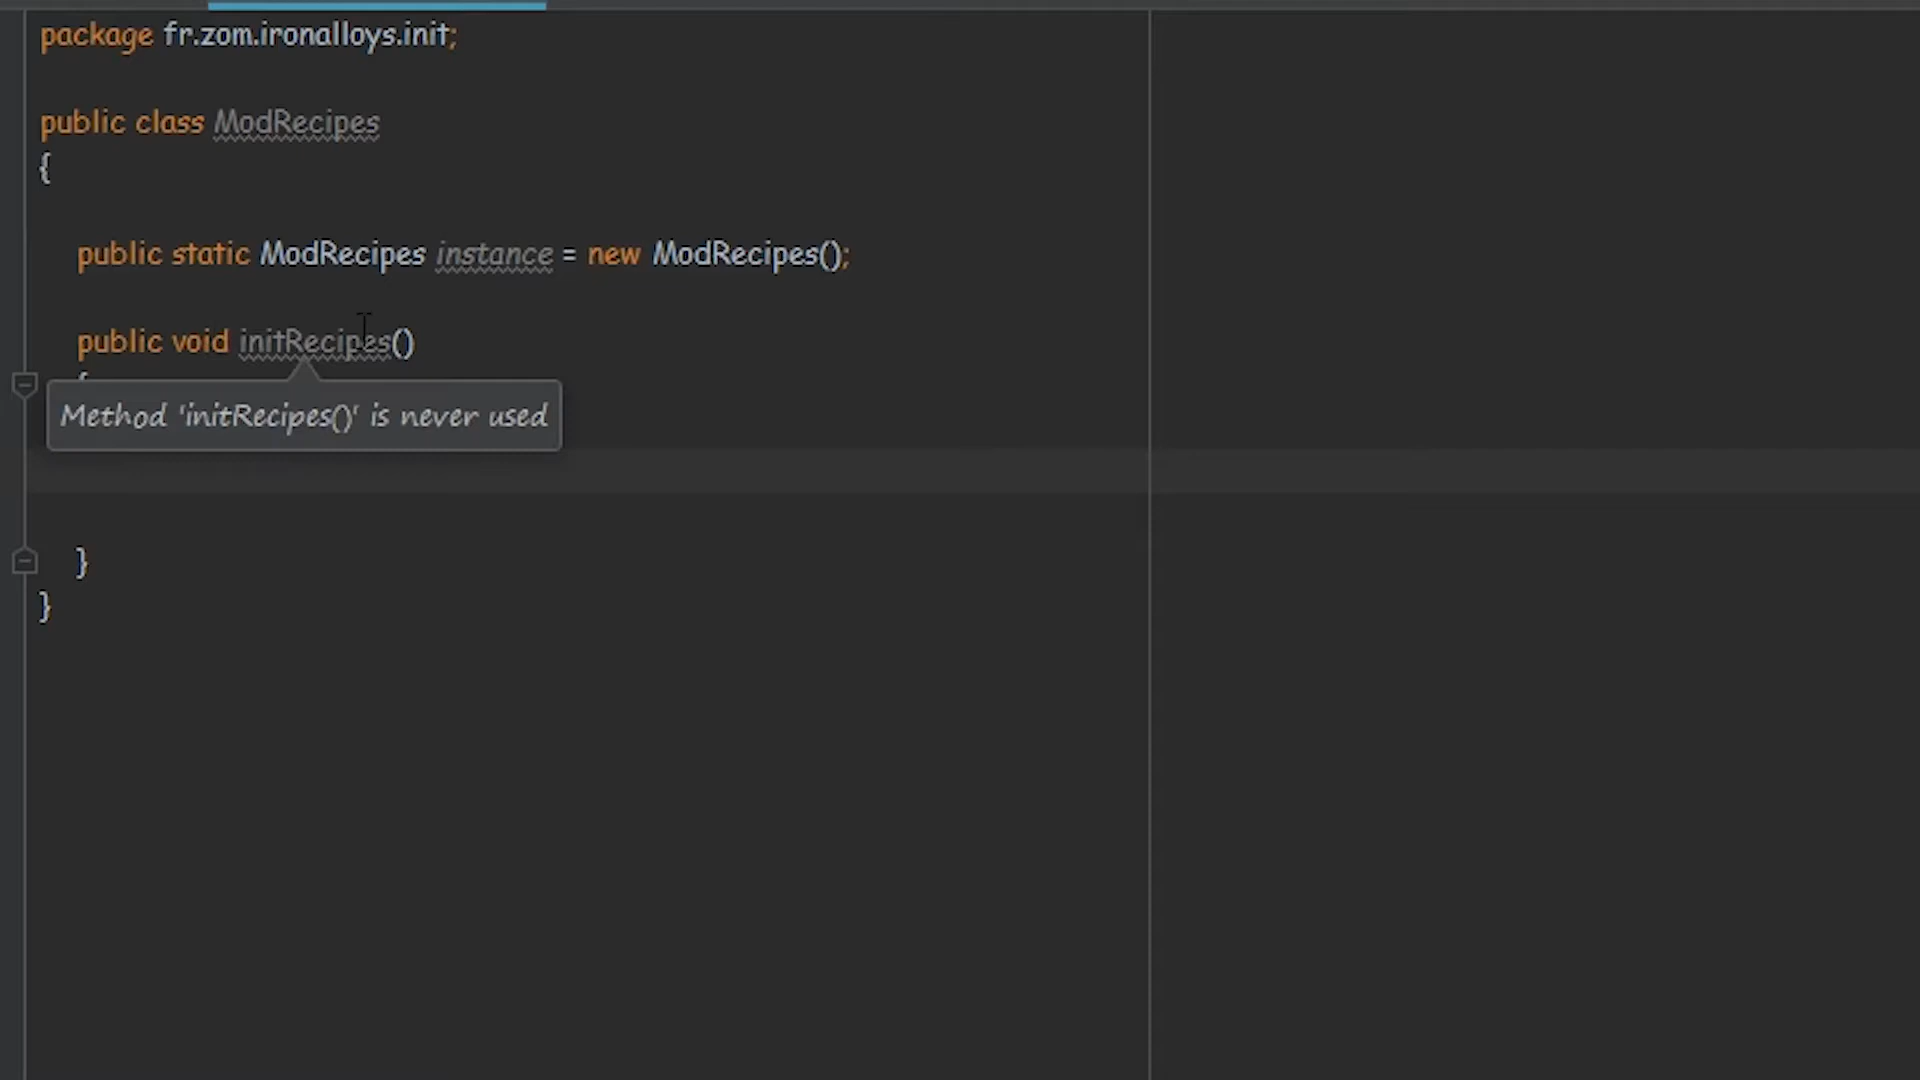 package fr.zom.ironalloys.init;
public class ModRecipes
{
public static ModRecipes instance = new ModRecipes();
public void initRecipes()
{
Method 'initRecipes()' is never used
}
}